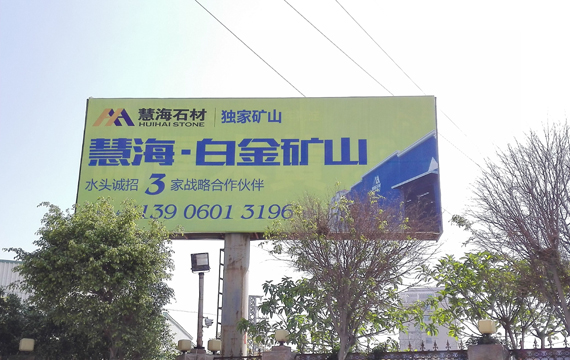 慧海石材 独家矿山
HUIHAI STONE
慧海·白金矿山
水头诚招 3 家战略合作伙伴
139 0601 3196